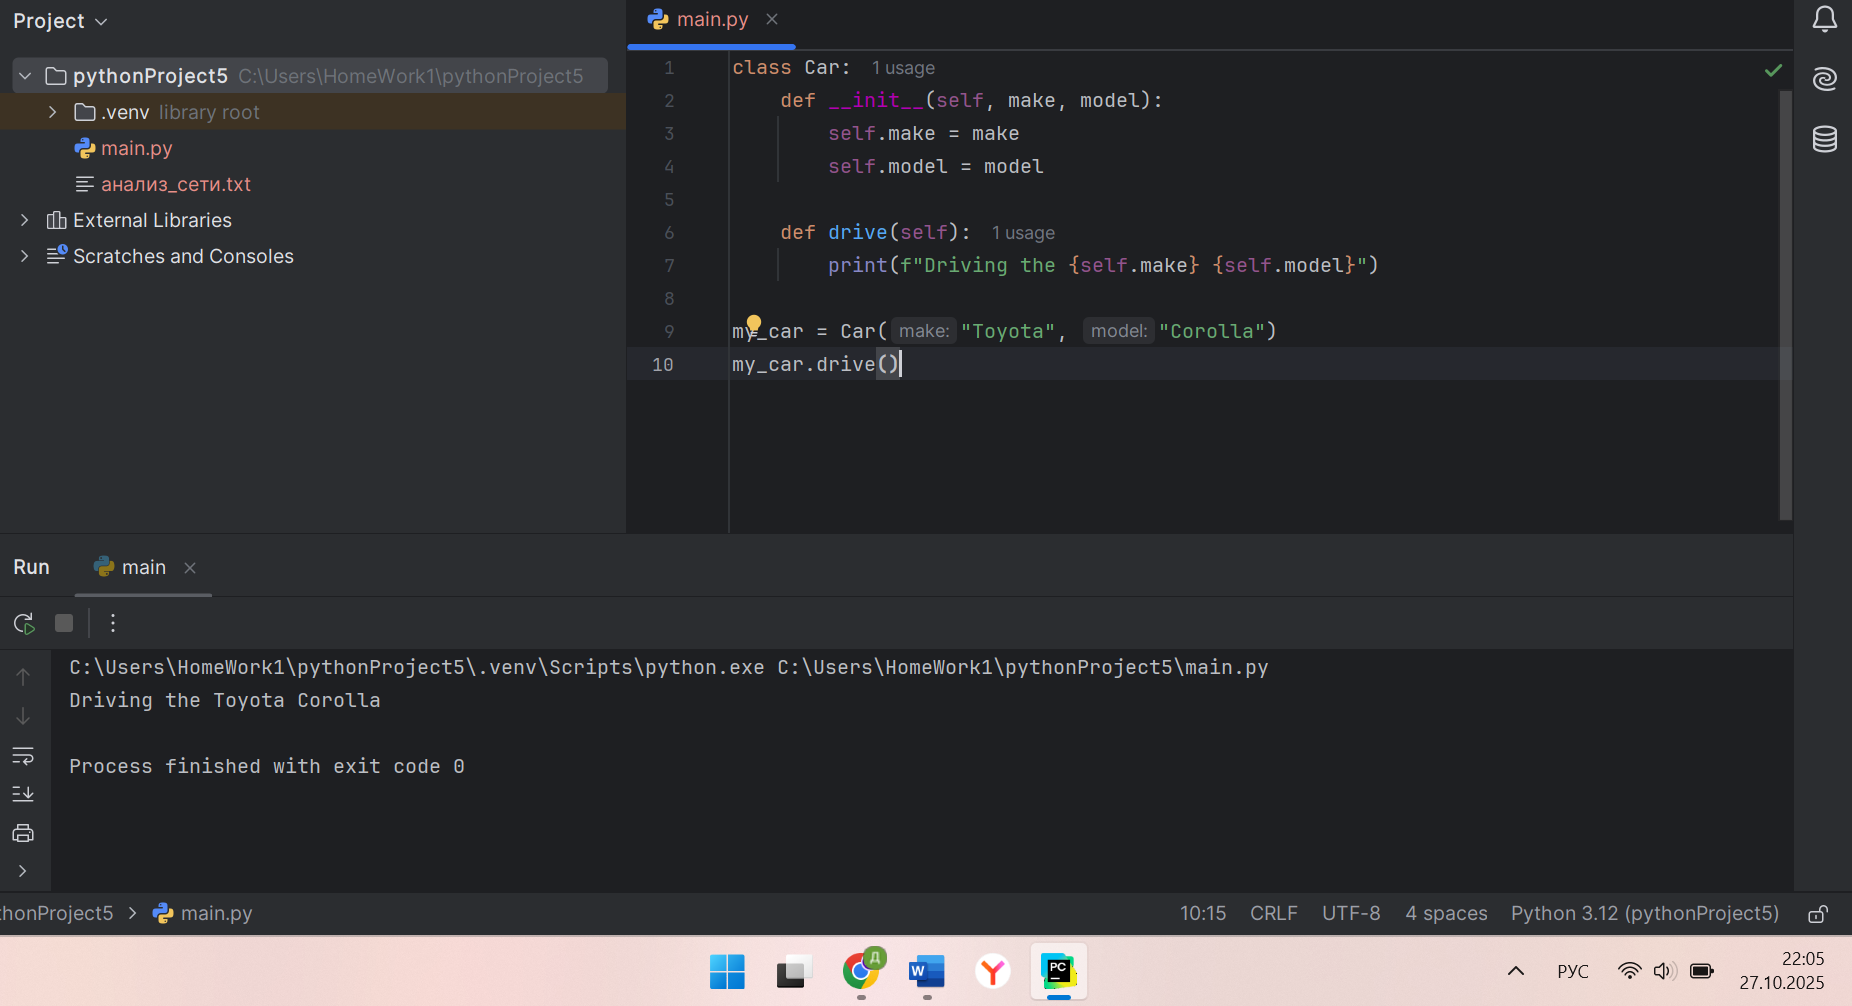 Project
pythonProject5 C:\Users\HomeWork1\pythonProject5
.venv library root
main.py
анализ_сети.txt
External Libraries
Scratches and Consoles
main.py
1 class Car: 1 usage
2 def __init__(self, make, model):
3 self.make = make
4 self.model = model
5
6 def drive(self): 1 usage
7 print(f"Driving the {self.make} {self.model}")
8
9 my_car = Car( make: "Toyota", model: "Corolla")
10 my_car.drive()
Run main
C:\Users\HomeWork1\pythonProject5\.venv\Scripts\python.exe C:\Users\HomeWork1\pythonProject5\main.py
Driving the Toyota Corolla
Process finished with exit code 0
thonProject5 > main.py 10:15 CRLF UTF-8 4 spaces Python 3.12 (pythonProject5)
Д
W
PC
РУС
22:05
27.10.2025